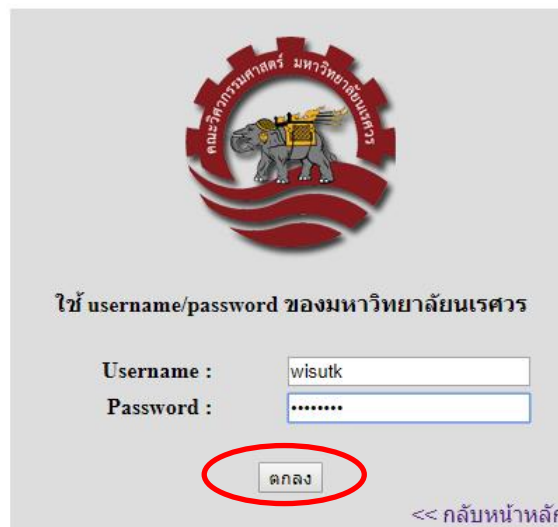 คณะวิศวกรรมศาสตร์ มหาวิทยาลัยนเรศวร
ใช้ username/password ของมหาวิทยาลัยนเรศวร
Username : wisutk
Password : ••••••••
ตกลง
<< กลับหน้าหลัก